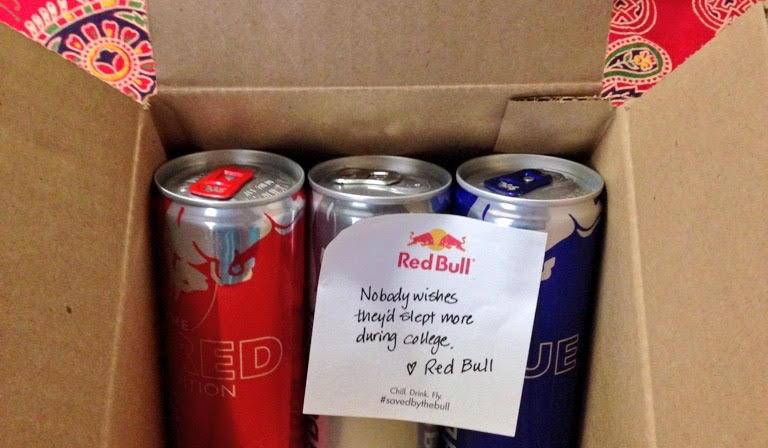 Red Bull
Nobody wishes
they'd slept more
during college.
♡ Red Bull
Chill. Drink. Fly.
#savedbythebull
RED
UE